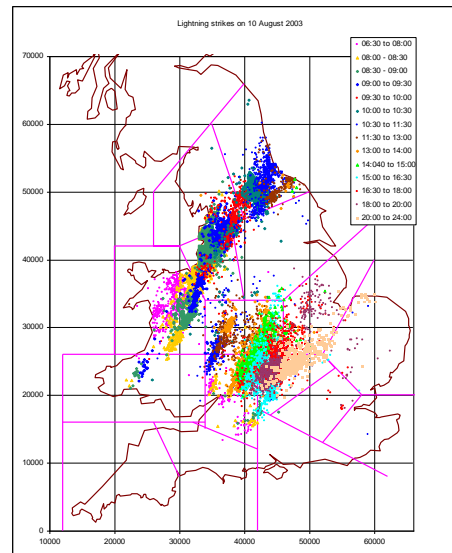 Lightning strikes on 10 August 2003
70000
60000
50000
40000
30000
20000
10000
0
10000 20000 30000 40000 50000 60000
06:30 to 08:00
08:00 - 08:30
08:30 - 09:00
09:00 to 09:30
09:30 to 10:00
10:00 to 10:30
10:30 to 11:30
11:30 to 13:00
13:00 to 14:00
14:040 to 15:00
15:00 to 16:30
16:30 to 18:00
18:00 to 20:00
20:00 to 24:00